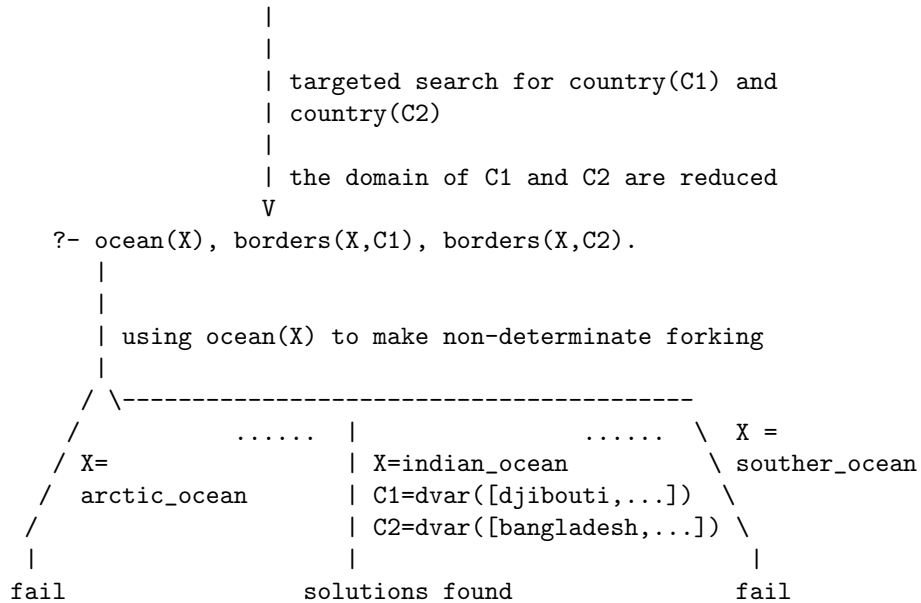 |
|
| targeted search for country(C1) and
| country(C2)
|
| the domain of C1 and C2 are reduced
V
?- ocean(X), borders(X,C1), borders(X,C2).
|
|
| using ocean(X) to make non-determinate forking
|
/ \-----------------------------------------
/ ...... | ...... \ X =
/ X= | X=indian_ocean \ souther_ocean
/ arctic_ocean | C1=dvar([djibouti,...]) \
/ | C2=dvar([bangladesh,...]) \
| | |
fail solutions found fail